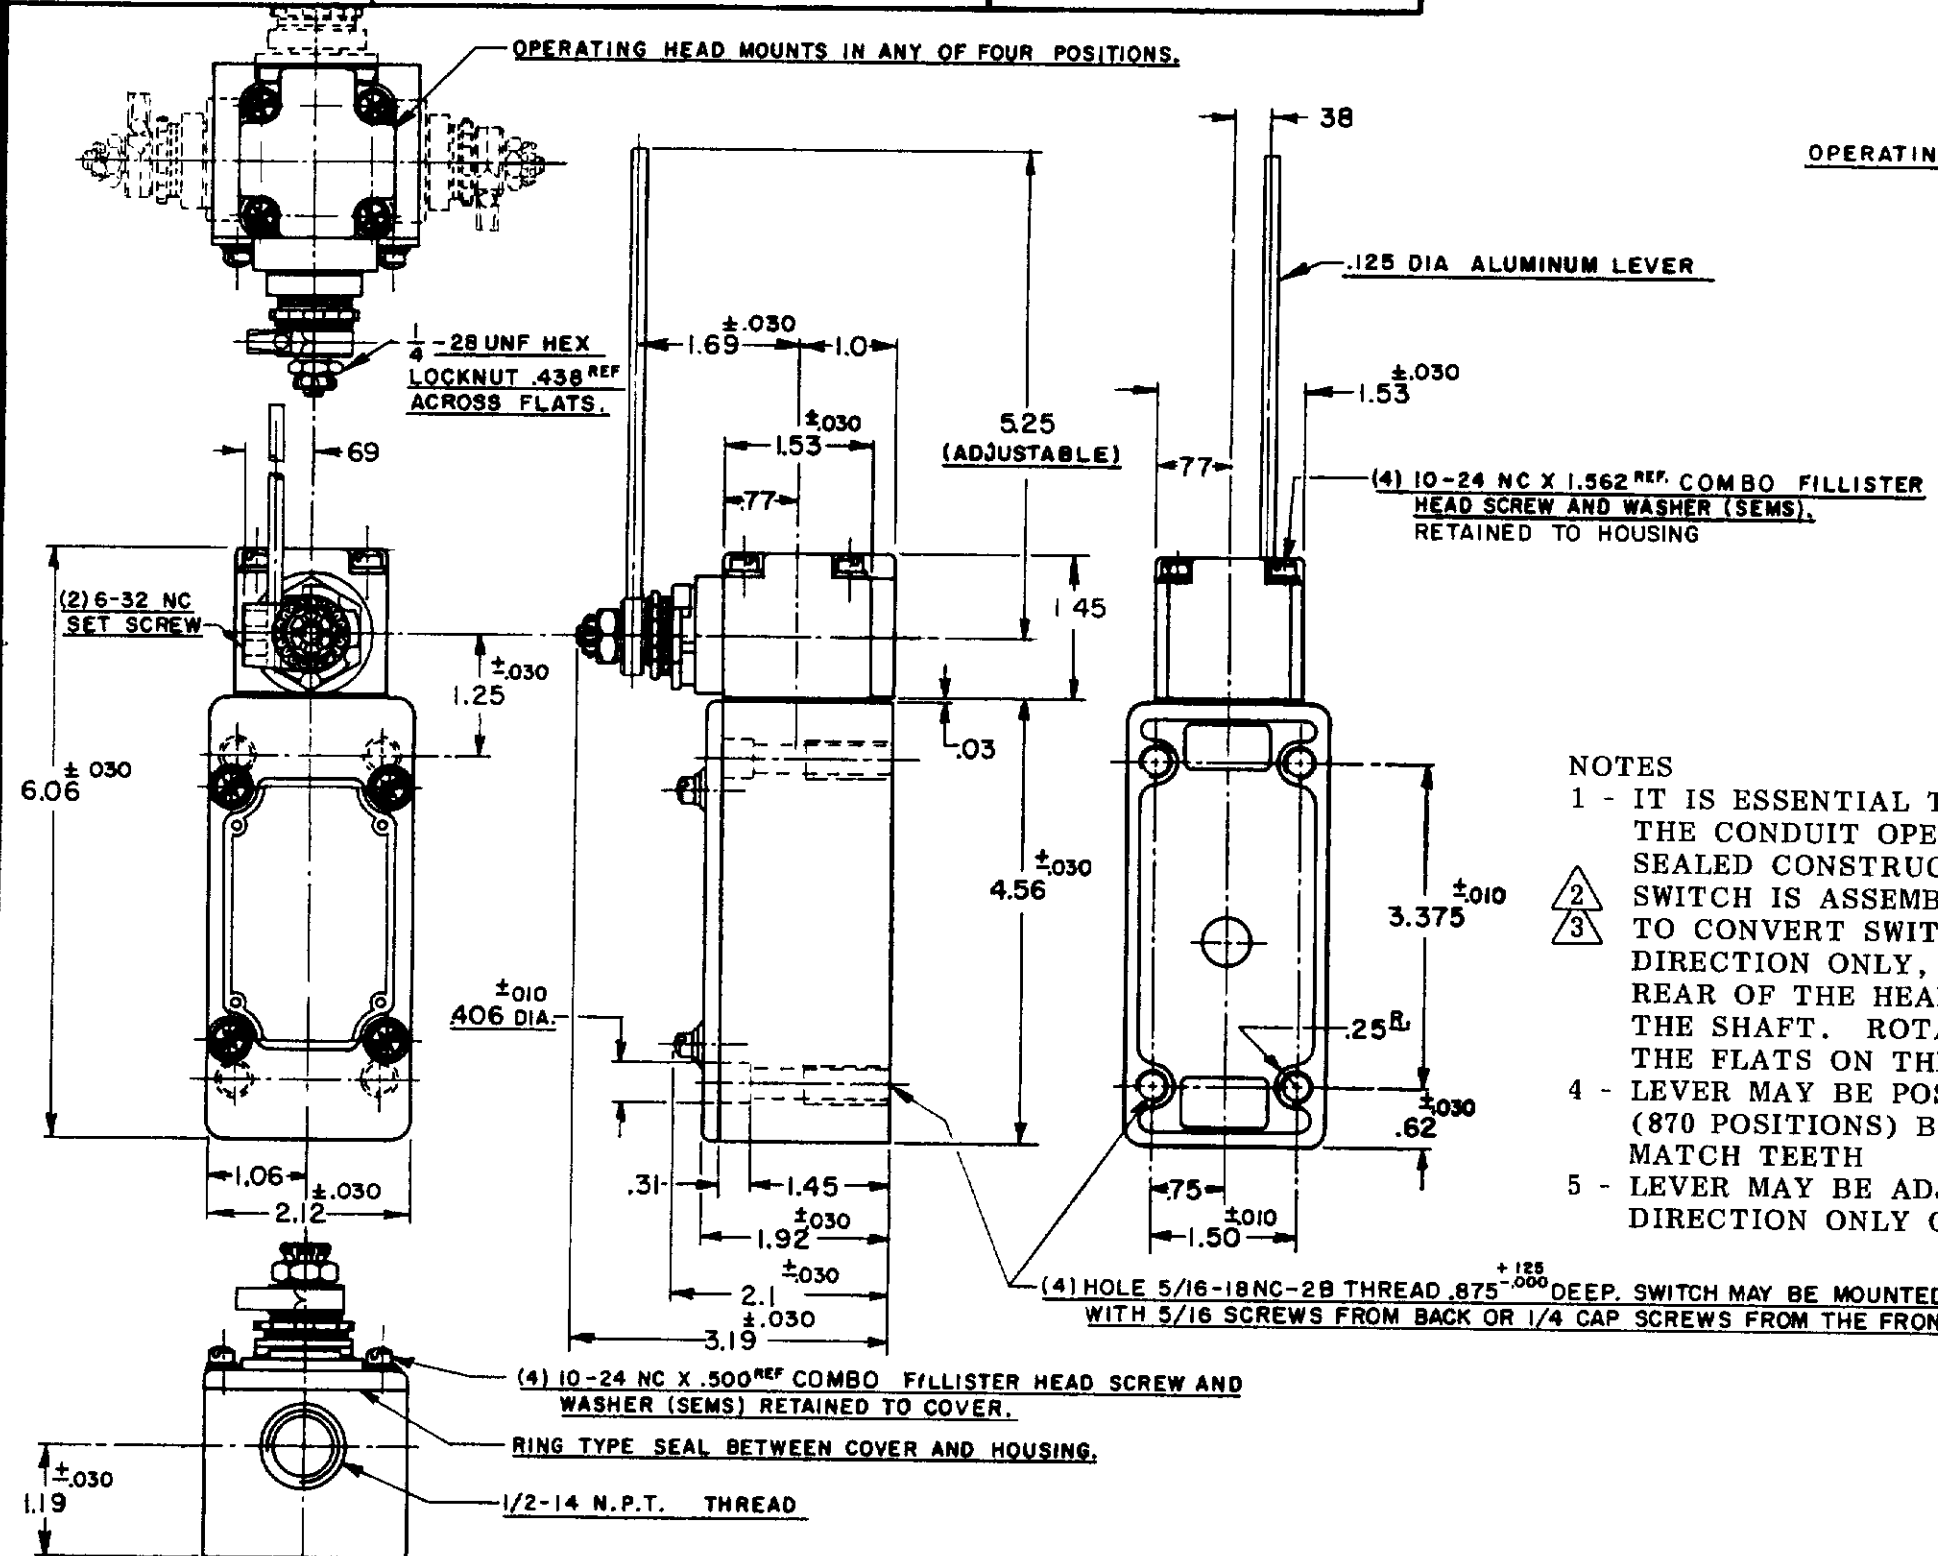 OPERATING HEAD MOUNTS IN ANY OF FOUR POSITIONS.
38
OPERATIN
.125 DIA ALUMINUM LEVER
1/4-28 UNF HEX
LOCKNUT .438 REF
ACROSS FLATS.
±.030
1.69
1.0
±.030
1.53
5.25
(ADJUSTABLE)
.77
±.030
1.53
.77
69
(4) 10-24 NC X 1.562 REF. COMBO FILLISTER
HEAD SCREW AND WASHER (SEMS),
RETAINED TO HOUSING
(2) 6-32 NC
SET SCREW
1.45
±.030
1.25
.03
± 030
6.06
±.030
4.56
±.010
3.375
±010
.406 DIA.
.25 R.
±.030
.62
NOTES
1 - IT IS ESSENTIAL T
THE CONDUIT OPE
SEALED CONSTRUC
2 SWITCH IS ASSEMB
3 TO CONVERT SWIT
DIRECTION ONLY,
REAR OF THE HEA
THE SHAFT. ROTA
THE FLATS ON TH
4 - LEVER MAY BE POS
(870 POSITIONS) B
MATCH TEETH
5 - LEVER MAY BE ADJ
DIRECTION ONLY O
1.06
±.030
2.12
.31
1.45
±.030
1.92
±.030
2.1
±.030
3.19
.75
±.010
1.50
(4) HOLE 5/16-18NC-2B THREAD .875 +125 -.000 DEEP. SWITCH MAY BE MOUNTED
WITH 5/16 SCREWS FROM BACK OR 1/4 CAP SCREWS FROM THE FRON
(4) 10-24 NC X .500 REF COMBO FILLISTER HEAD SCREW AND
WASHER (SEMS) RETAINED TO COVER.
RING TYPE SEAL BETWEEN COVER AND HOUSING.
±.030
1.19
1/2-14 N.P.T. THREAD